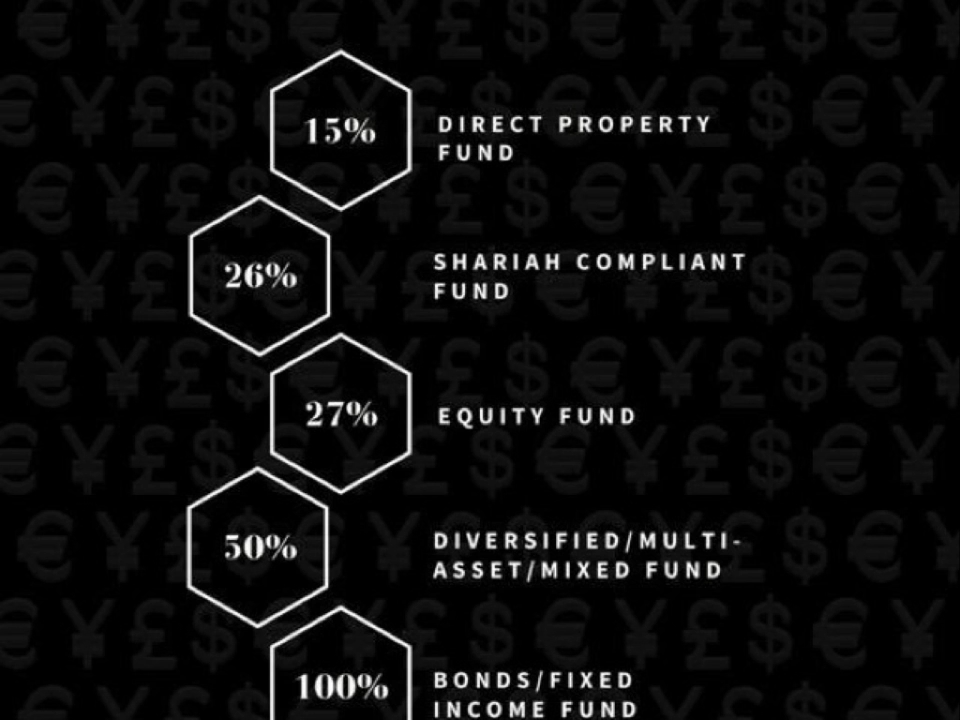 15%
DIRECT PROPERTY
FUND
26%
SHARIAH COMPLIANT
FUND
27%
EQUITY FUND
50%
DIVERSIFIED/MULTI-
ASSET/MIXED FUND
100%
BONDS/FIXED
INCOME FUND